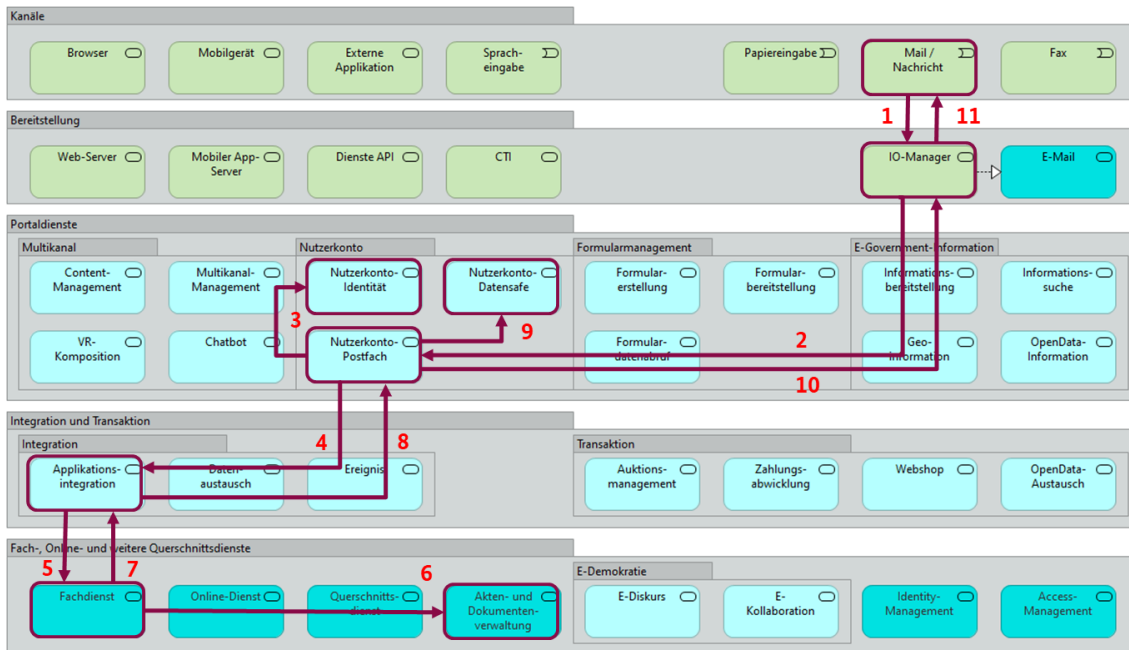 Kanäle
Browser
Mobilgerät
Externe
Applikation
Sprach-
eingabe
Papiereingabe
Mail /
Nachricht
Fax
1
11
Bereitstellung
Web-Server
Mobiler App-
Server
Dienste API
CTI
IO-Manager
E-Mail
Portaldienste
Multikanal
Nutzerkonto
Formularmanagement
E-Government-Information
Content-
Management
Multikanal-
Management
Nutzerkonto-
Identität
Nutzerkonto-
Datensafe
Formular-
erstellung
Formular-
bereitstellung
Informations-
bereitstellung
Informations-
suche
3
9
2
VR-
Komposition
Chatbot
Nutzerkonto-
Postfach
Formular-
datenabruf
Geo-
Information
OpenData-
Information
10
Integration und Transaktion
4
8
Integration
Transaktion
Applikations-
integration
Daten-
austausch
Ereignis
Auktions-
management
Zahlungs-
abwicklung
Webshop
OpenData-
Austausch
Fach-, Online- und weitere Querschnittsdienste
5
7
6
E-Demokratie
Fachdienst
Online-Dienst
Querschnitts-
dienst
Akten- und
Dokumenten-
verwaltung
E-Diskurs
E-
Kollaboration
Identity-
Management
Access-
Management